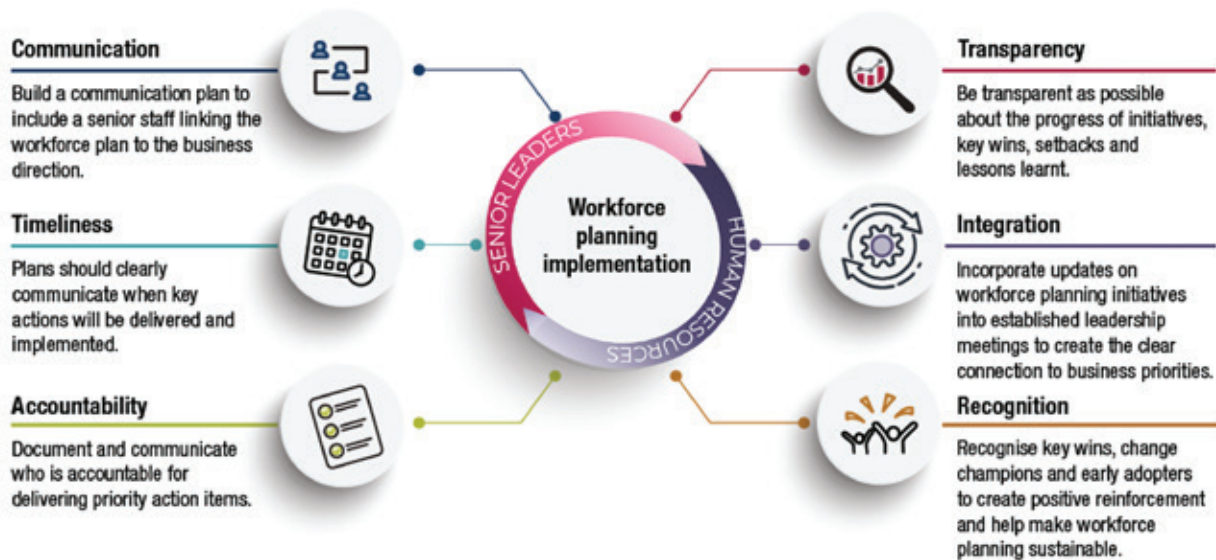 Communication
Build a communication plan to
include a senior staff linking the
workforce plan to the business
direction.
Timeliness
Plans should clearly
communicate when key
actions will be delivered and
implemented.
Accountability
Document and communicate
who is accountable for
delivering priority action items.
SENIOR LEADERS
HUMAN RESOURCES
Workforce
planning
implementation
Transparency
Be transparent as possible
about the progress of initiatives,
key wins, setbacks and
lessons learnt.
Integration
Incorporate updates on
workforce planning initiatives
into established leadership
meetings to create the clear
connection to business priorities.
Recognition
Recognise key wins, change
champions and early adopters
to create positive reinforcement
and help make workforce
planning sustainable.